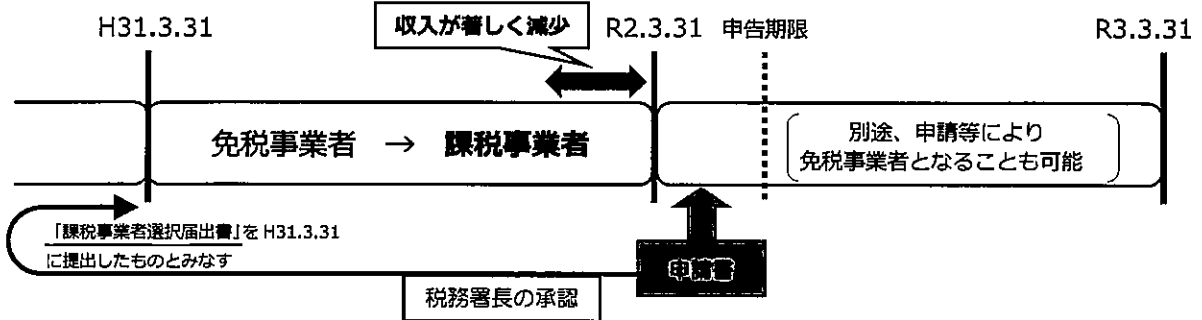 H31.3.31
収入が著しく減少
R2.3.31
申告期限
R3.3.31
免税事業者 → 課税事業者
別途、申請等により
免税事業者となることも可能
「課税事業者選択届出書」を H31.3.31
に提出したものとみなす
申請書
税務署長の承認